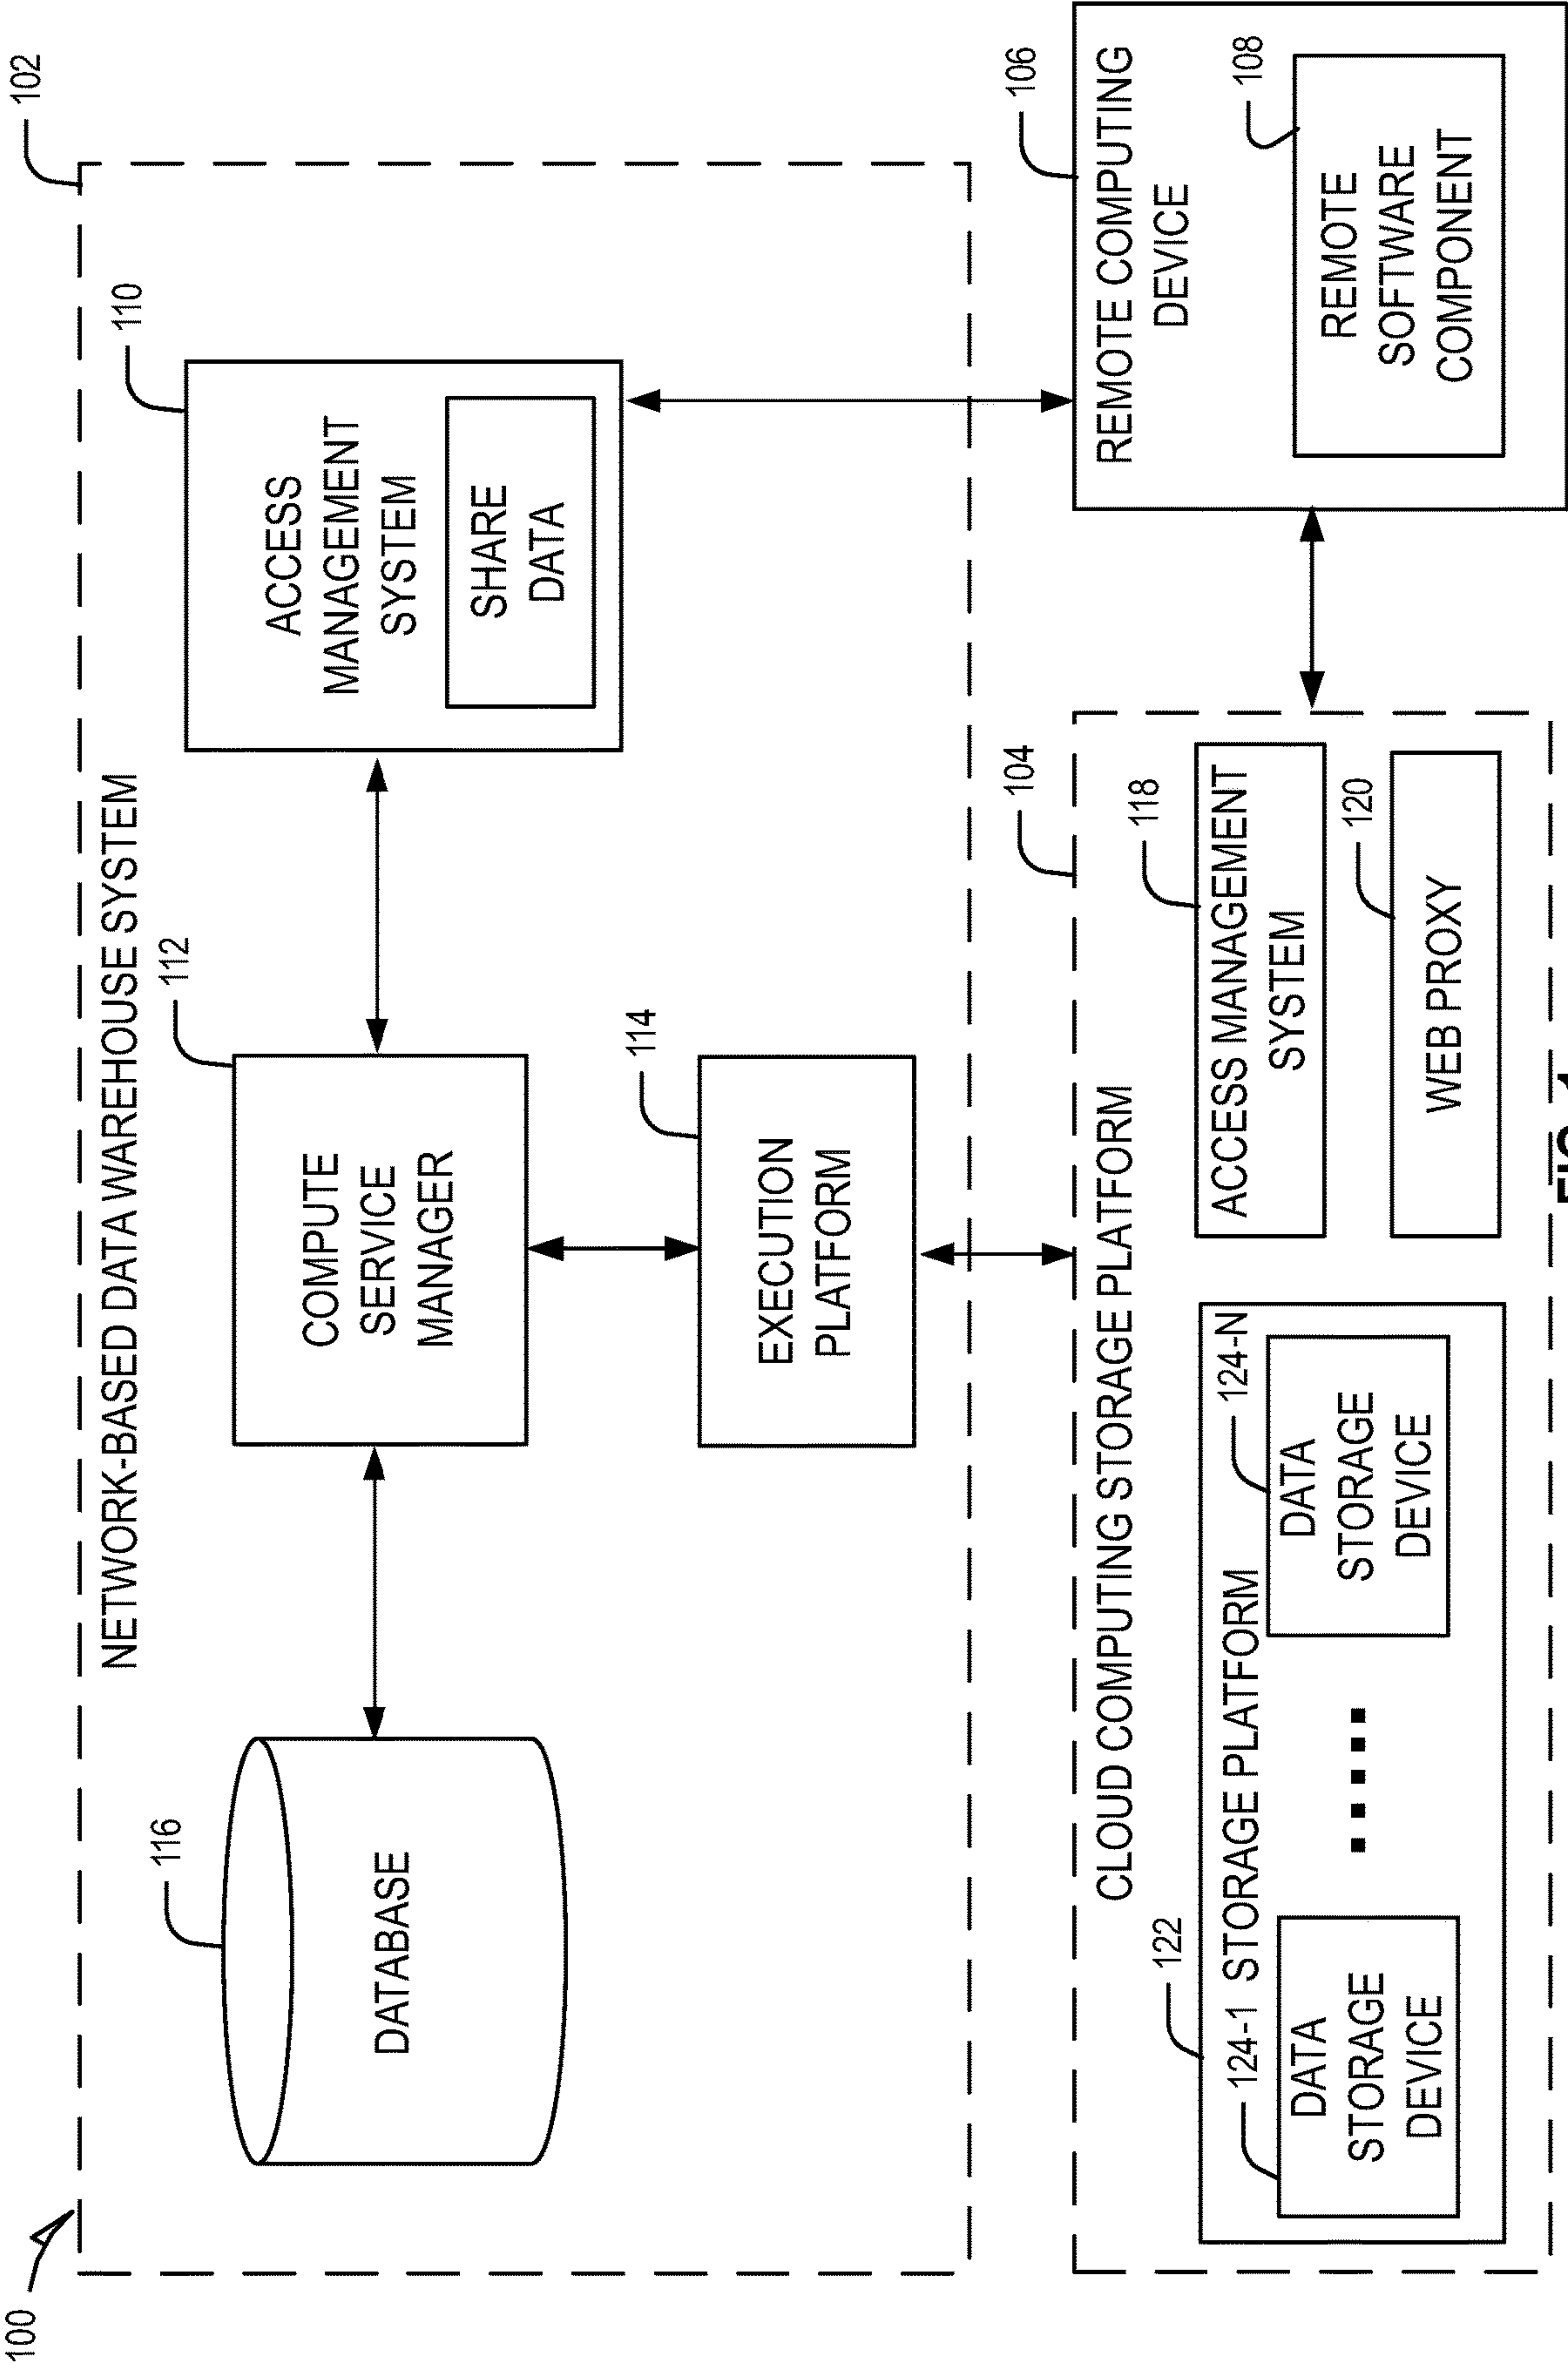 100
102
NETWORK-BASED DATA WAREHOUSE SYSTEM
116
DATABASE
112
COMPUTE
SERVICE
MANAGER
110
ACCESS
MANAGEMENT
SYSTEM
SHARE
DATA
114
EXECUTION
PLATFORM
104
CLOUD COMPUTING STORAGE PLATFORM
122
STORAGE PLATFORM
124-1
DATA
STORAGE
DEVICE
124-N
DATA
STORAGE
DEVICE
118
ACCESS MANAGEMENT
SYSTEM
120
WEB PROXY
106
REMOTE COMPUTING
DEVICE
108
REMOTE
SOFTWARE
COMPONENT
FIG. 1